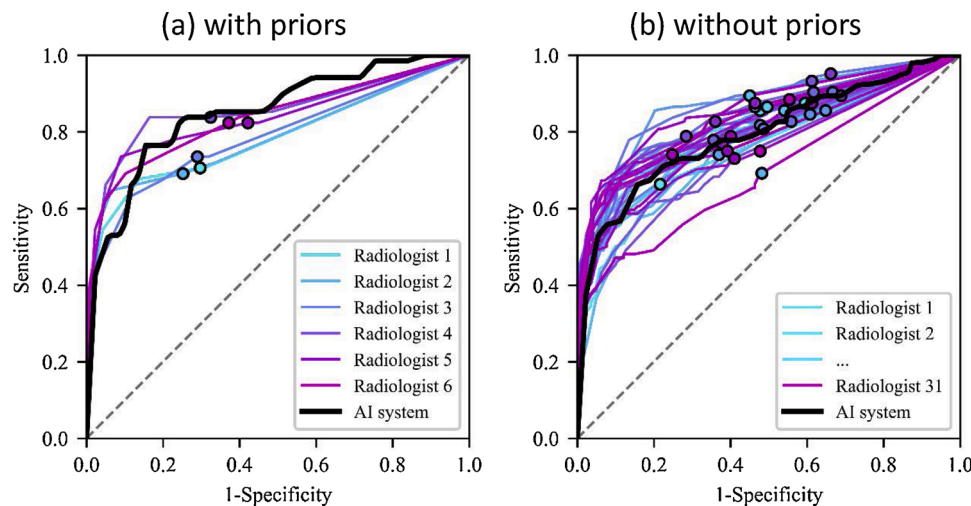 (a) with priors
1.0
0.8
0.6
0.4
0.2
0.0
Sensitivity
Radiologist 1
Radiologist 2
Radiologist 3
Radiologist 4
Radiologist 5
Radiologist 6
AI system
0.0 0.2 0.4 0.6 0.8 1.0
1-Specificity
(b) without priors
1.0
0.8
0.6
0.4
0.2
0.0
Sensitivity
Radiologist 1
Radiologist 2
...
Radiologist 31
AI system
0.0 0.2 0.4 0.6 0.8 1.0
1-Specificity